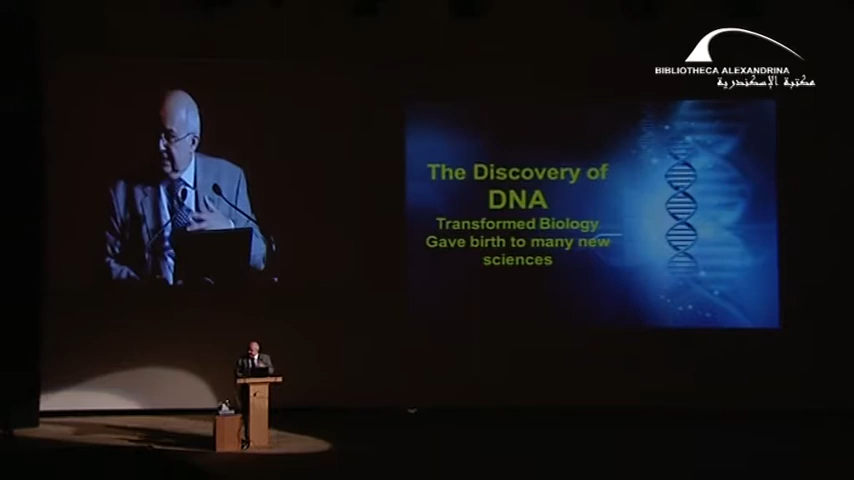 BIBLIOTHECA ALEXANDRINA
مكتبة الإسكندرية
The Discovery of
DNA
Transformed Biology
Gave birth to many new
sciences